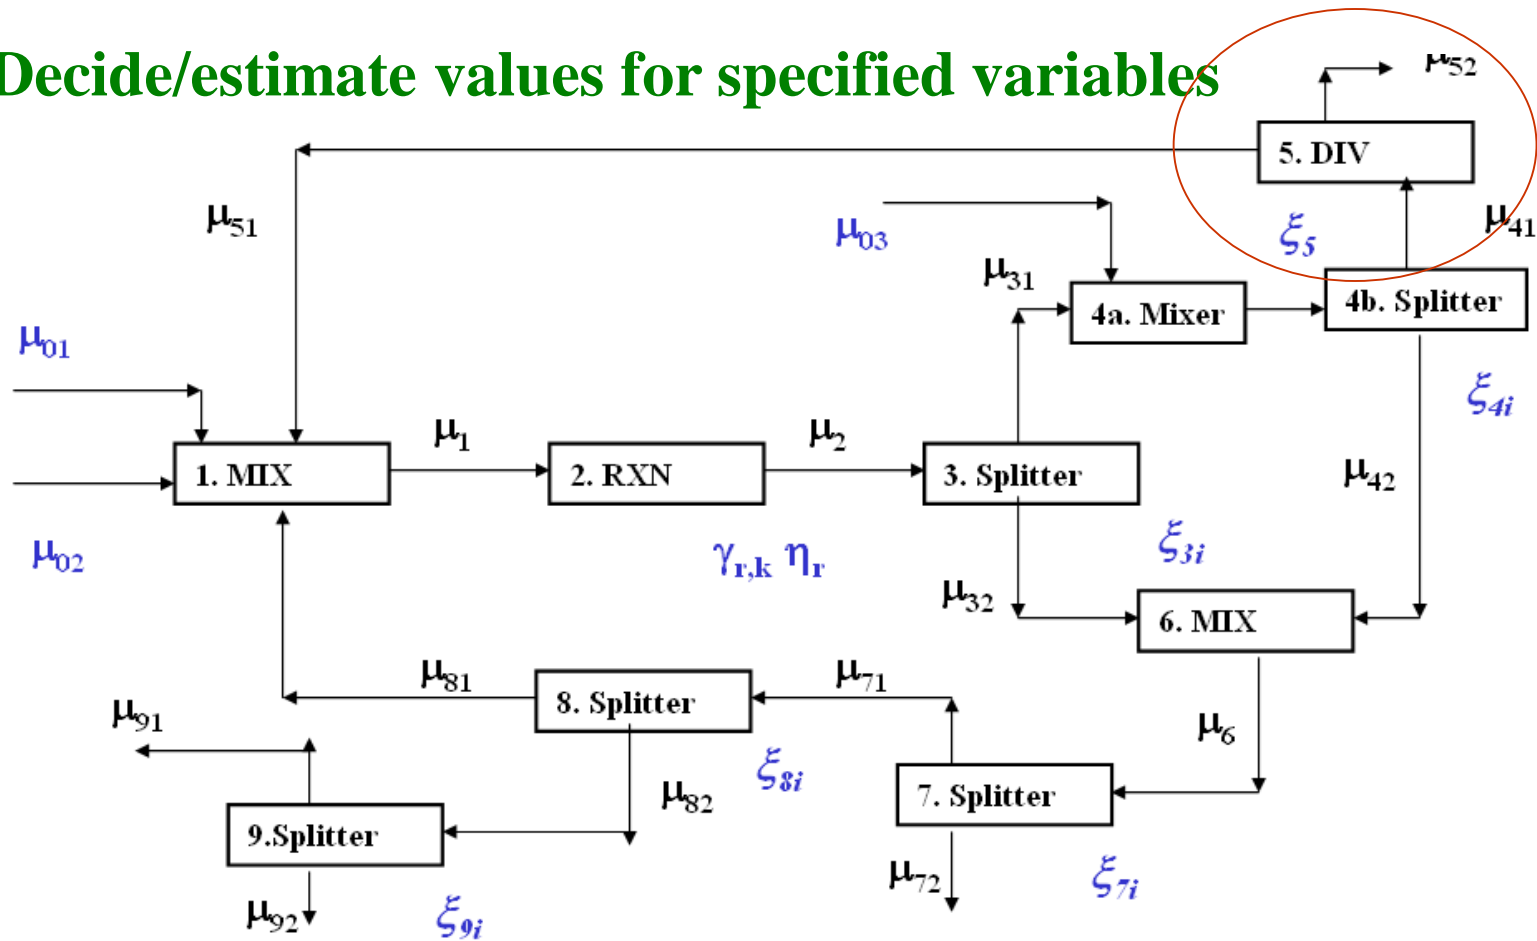 Decide/estimate values for specified variables
μ52
5. DIV
μ51
μ03
ξ5
μ41
μ31
4a. Mixer
4b. Splitter
μ01
ξ4i
μ1
μ2
1. MIX
2. RXN
3. Splitter
μ42
μ02
γr,k ηr
ξ3i
μ32
6. MIX
μ81
μ71
8. Splitter
μ91
μ6
ξ8i
μ82
7. Splitter
9.Splitter
μ72
ξ7i
μ92
ξ9i